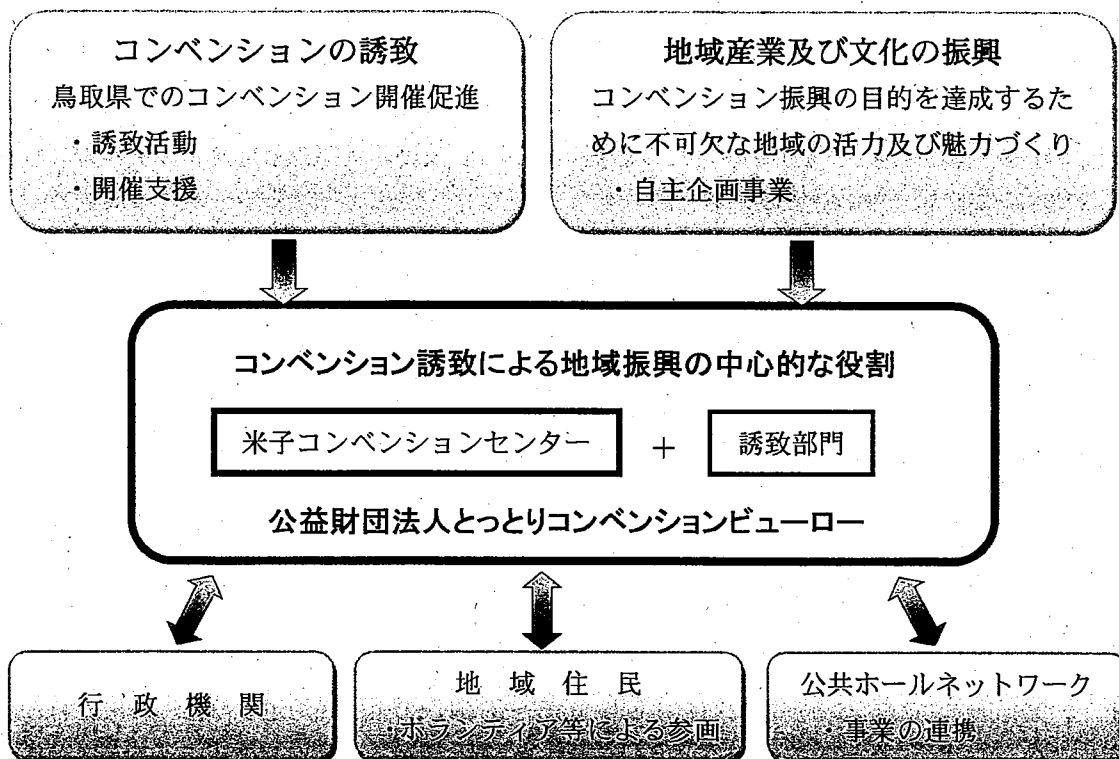 コンベンションの誘致
鳥取県でのコンベンション開催促進
・誘致活動
・開催支援
地域産業及び文化の振興
コンベンション振興の目的を達成するた
めに不可欠な地域の活力及び魅力づくり
・自主企画事業
コンベンション誘致による地域振興の中心的な役割
米子コンベンションセンター + 誘致部門
公益財団法人とっとりコンベンションビューロー
行政機関
地域住民
・ボランティア等による参画
公共ホールネットワーク
・事業の連携